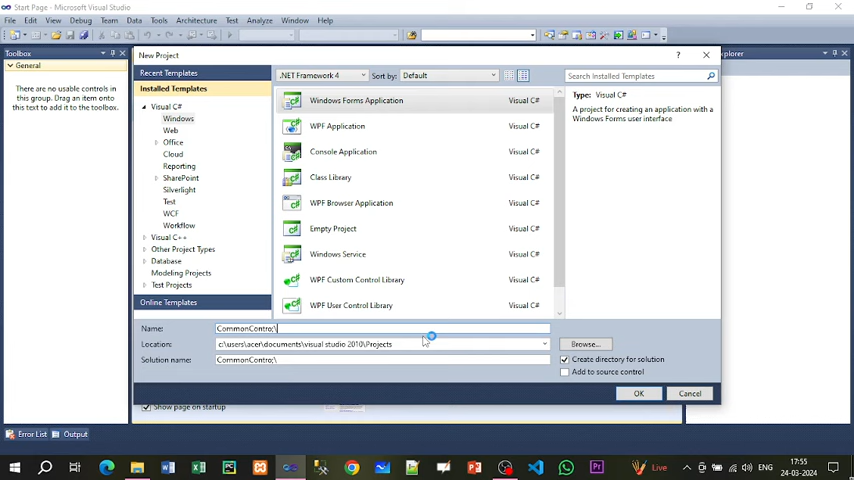 Start Page - Microsoft Visual Studio
File Edit View Debug Team Data Tools Architecture Test Analyze Window Help
Toolbox
General
There are no usable controls in
this group. Drag an item onto
this text to add it to the toolbox.
New Project
Recent Templates
Installed Templates
Visual C#
Windows
Web
Office
Cloud
Reporting
SharePoint
Silverlight
Test
WCF
Workflow
Visual C++
Other Project Types
Database
Modeling Projects
Test Projects
Online Templates
.NET Framework 4 Sort by: Default
Search Installed Templates
Windows Forms Application Visual C#
WPF Application Visual C#
Console Application Visual C#
Class Library Visual C#
WPF Browser Application Visual C#
Empty Project Visual C#
Windows Service Visual C#
WPF Custom Control Library Visual C#
WPF User Control Library Visual C#
Type: Visual C#
A project for creating an application with a
Windows Forms user interface
Name: CommonContro;\
Location: c:\users\acer\documents\visual studio 2010\Projects
Browse...
Solution name: CommonContro;\
Create directory for solution
Add to source control
OK Cancel
Show page on startup
Error List Output
Live
ENG
17:55
24-03-2024